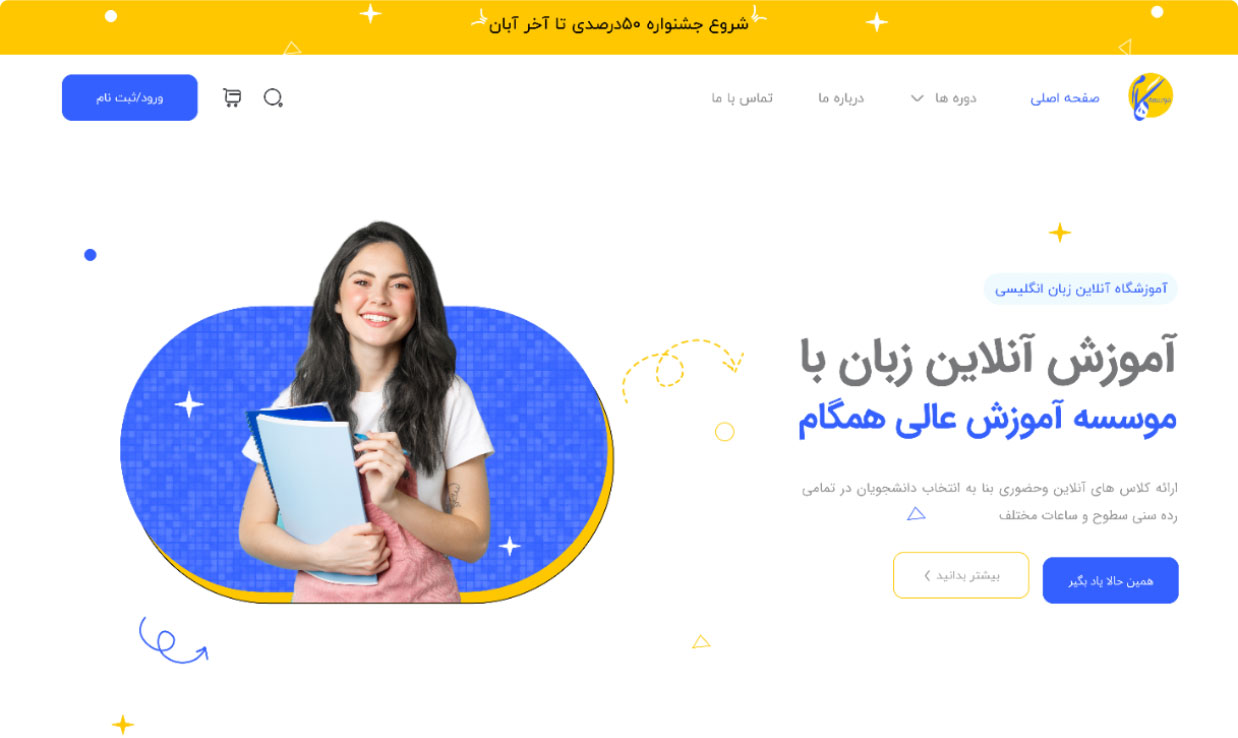 شروع جشنواره ۵۰درصدی تا آخر آبان
موسسه
صفحه اصلی
دوره ها
درباره ما
تماس با ما
ورود/ثبت نام
آموزشگاه آنلاین زبان انگلیسی
آموزش آنلاین زبان با
موسسه آموزش عالی همگام
ارائه کلاس های آنلاین وحضوری بنا به انتخاب دانشجویان در تمامی
رده سنی سطوح و ساعات مختلف
همین حالا یاد بگیر
بیشتر بدانید